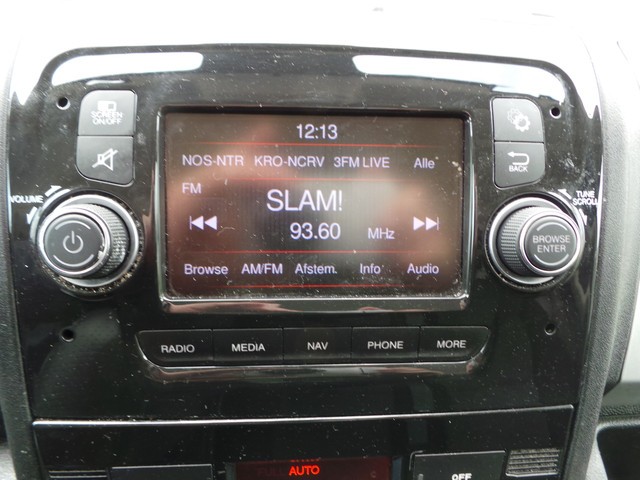 SCREEN
ON/OFF
VOLUME
12:13
NOS-NTR KRO-NCRV 3FM LIVE Alle
FM
SLAM!
93.60 MHz
Browse AM/FM Afstem. Info Audio
BACK
TUNE
SCROLL
BROWSE
ENTER
RADIO MEDIA NAV PHONE MORE
AUTO
OFF